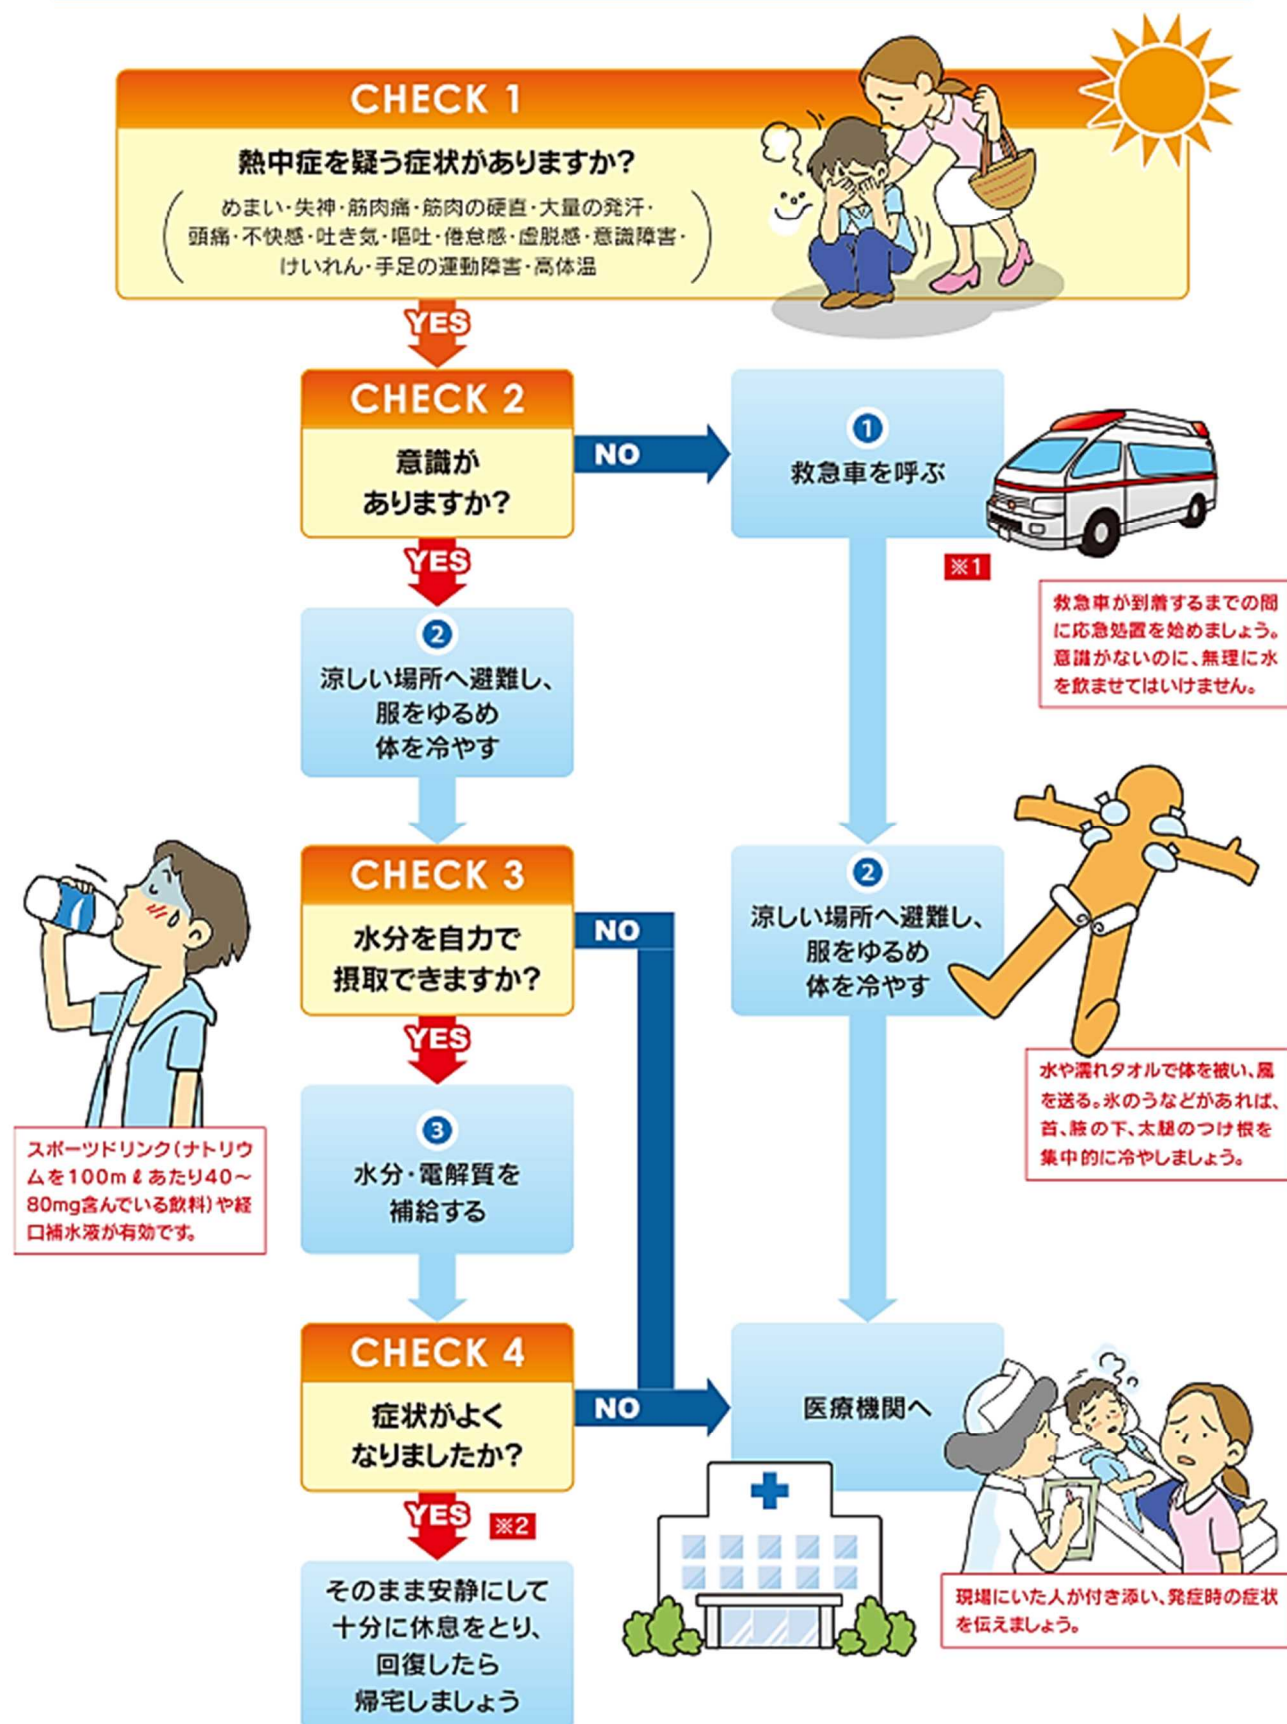 CHECK 1
熱中症を疑う症状がありますか?
めまい・失神・筋肉痛・筋肉の硬直・大量の発汗・
頭痛・不快感・吐き気・嘔吐・倦怠感・虚脱感・意識障害・
けいれん・手足の運動障害・高体温
YES
CHECK 2
意識が
ありますか?
NO
1
救急車を呼ぶ
※1
救急車が到着するまでの間
に応急処置を始めましょう。
意識がないのに、無理に水
を飲ませてはいけません。
YES
2
涼しい場所へ避難し、
服をゆるめ
体を冷やす
CHECK 3
水分を自力で
摂取できますか?
NO
2
涼しい場所へ避難し、
服をゆるめ
体を冷やす
水や濡れタオルで体を被い、風
を送る。氷のうなどがあれば、
首、腋の下、太腿のつけ根を
集中的に冷やしましょう。
YES
3
水分・電解質を
補給する
スポーツドリンク(ナトリウ
ムを100mℓあたり40〜
80mg含んでいる飲料)や経
口補水液が有効です。
CHECK 4
症状がよく
なりましたか?
NO
医療機関へ
現場にいた人が付き添い、発症時の症状
を伝えましょう。
YES
※2
そのまま安静にして
十分に休息をとり、
回復したら
帰宅しましょう